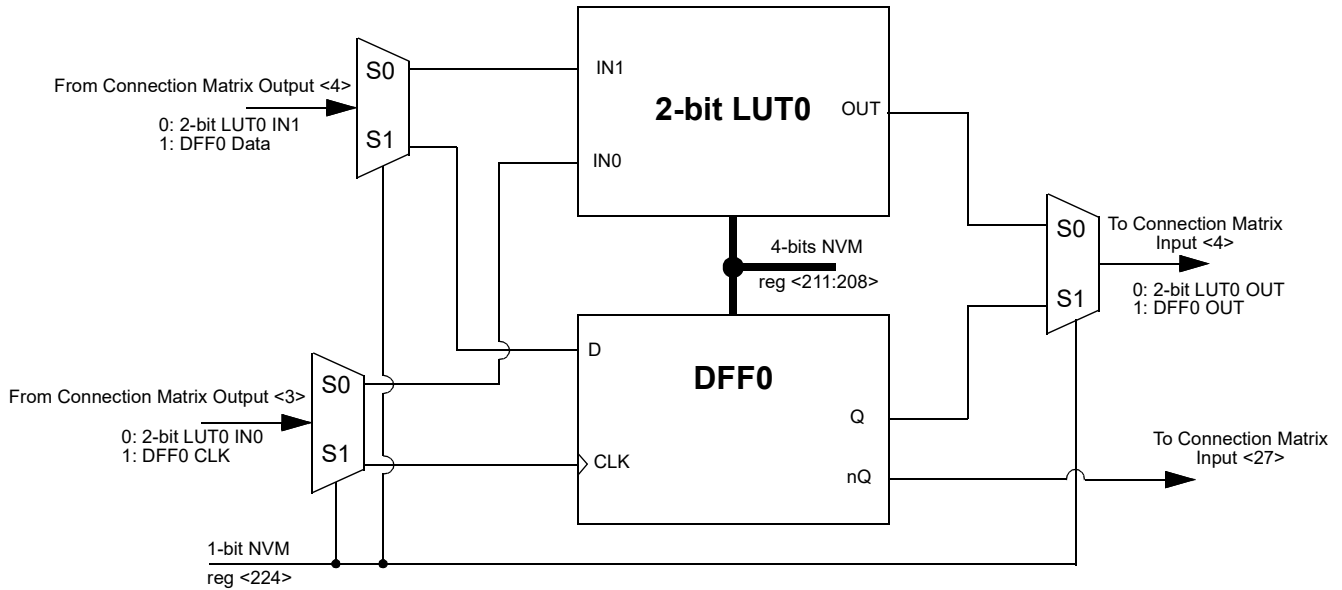 From Connection Matrix Output <4>
0: 2-bit LUT0 IN1
1: DFF0 Data
S0
S1
IN1
IN0
2-bit LUT0
OUT
4-bits NVM
reg <211:208>
S0
S1
To Connection Matrix
Input <4>
0: 2-bit LUT0 OUT
1: DFF0 OUT
From Connection Matrix Output <3>
0: 2-bit LUT0 IN0
1: DFF0 CLK
S0
S1
D
CLK
DFF0
Q
nQ
To Connection Matrix
Input <27>
1-bit NVM
reg <224>